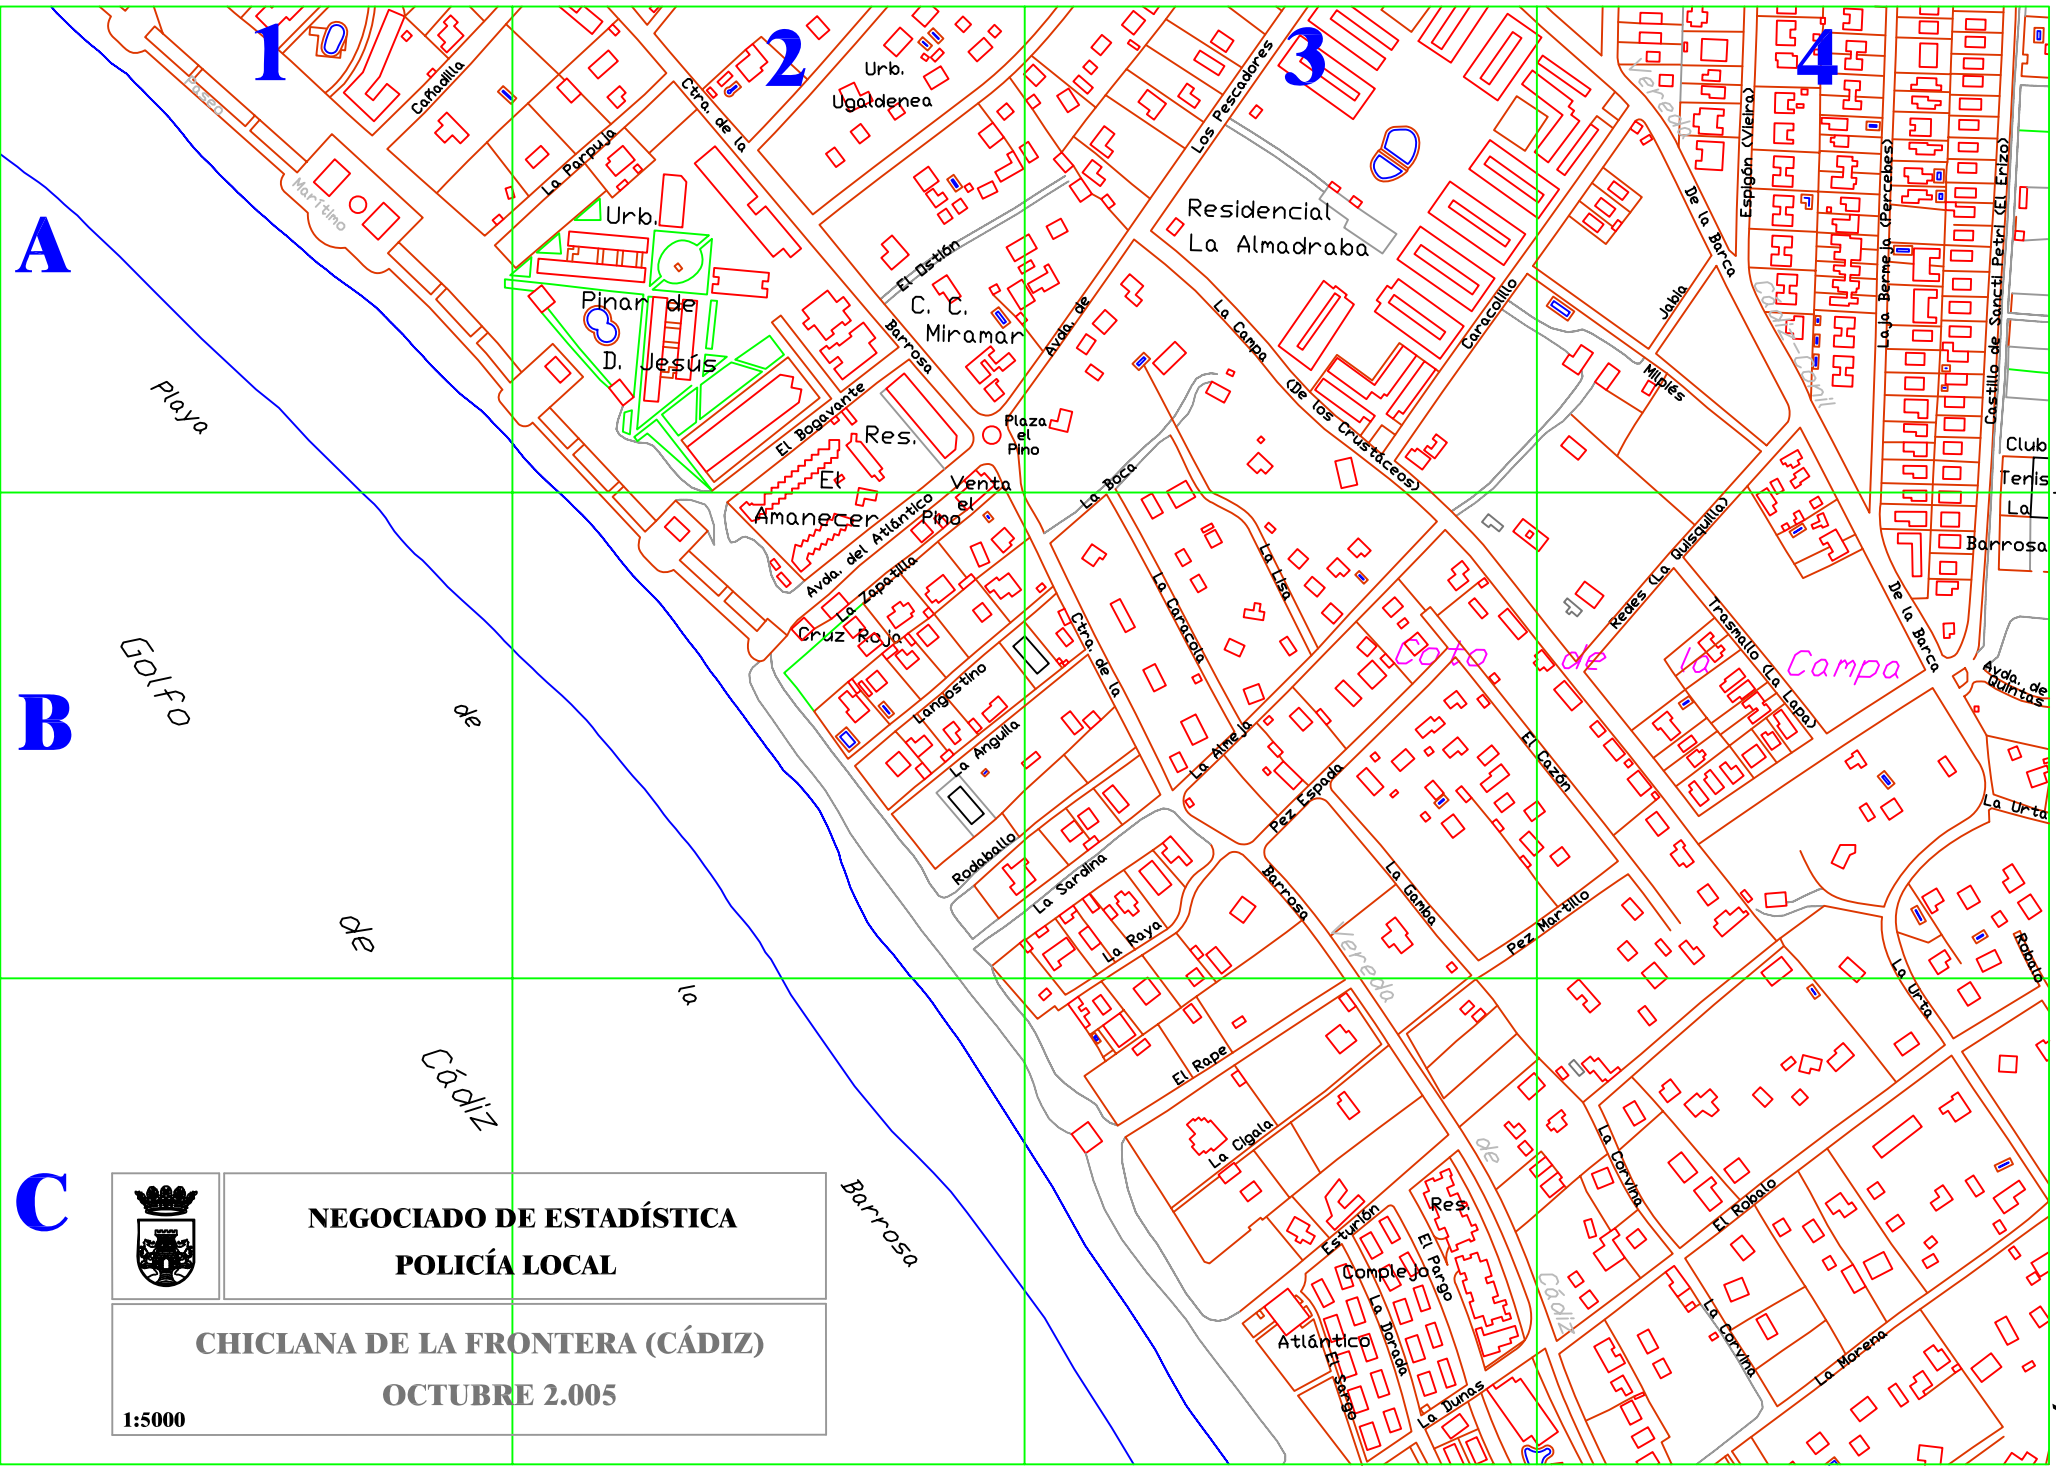 1
2
3
4
A
B
C
Paseo
Marítimo
Cañadilla
La Parpuja
Ctra. de la
Barrosa
Urb.
Ugaldenea
Los Pescadores
Avda. de
Residencial
La Almadraba
Vereda
De la Barca
Espigón (Vieira)
Laja Bermeja (Percebes)
Castillo de Sancti Petri (El Erizo)
Cádiz-Conil
Urb.
Pinar de
D. Jesús
El Ostión
C. C.
Miramar
La Campa
(De los Crustáceos)
Caracolillo
Jabia
Milpiés
Playa
El Bogavante
Res.
El
Amanecer
Plaza
el
Pino
Venta
el
Pino
La Boca
Club
Tenis
La
Barrosa
Avda. del Atlántico
La Zapatilla
Cruz Roja
La Lisa
La Caracola
Ctra. de la
Barrosa
Redes (La Quisquilla)
Trasmallo (La Lapa)
De la Barca
Avda. de
Quintas
Coto de la Campa
Golfo
de
Langostino
La Anguila
La Almeja
Pez Espada
El Cazón
La Urta
Rodaballo
La Sardina
La Raya
La Gamba
Pez Martillo
Vereda
La Urta
Robalo
de
la
Cádiz
Barrosa
El Rape
La Cigala
de
La Corvina
El Robalo
Esturión
Res.
El Pargo
Complejo
La Dorada
Atlántico
El Sargo
Cádiz
La Dunas
La Corvina
La Morena
NEGOCIADO DE ESTADÍSTICA
POLICÍA LOCAL
CHICLANA DE LA FRONTERA (CÁDIZ)
OCTUBRE 2.005
1:5000